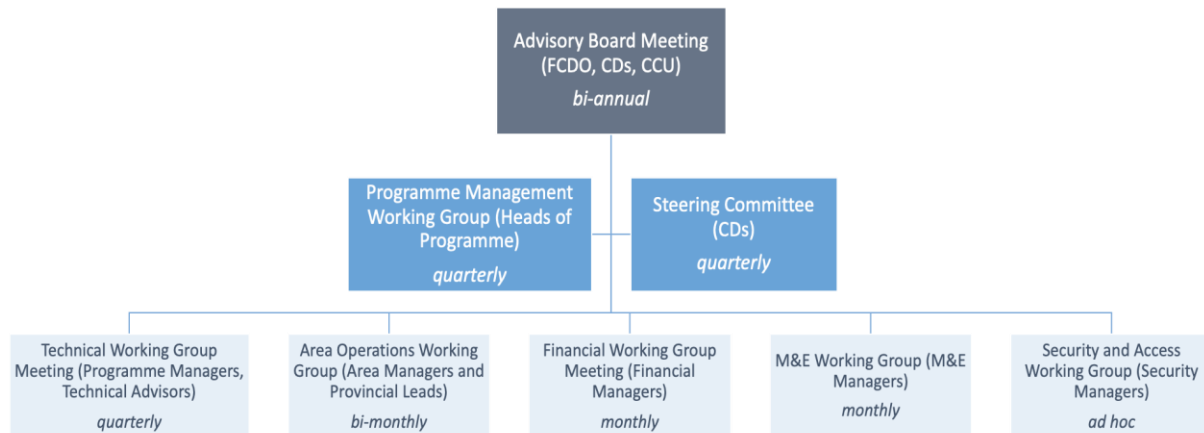 Advisory Board Meeting
(FCDO, CDs, CCU)
bi-annual
Programme Management
Working Group (Heads of
Programme)
quarterly
Steering Committee
(CDs)
quarterly
Technical Working Group
Meeting (Programme Managers,
Technical Advisors)
quarterly
Area Operations Working
Group (Area Managers and
Provincial Leads)
bi-monthly
Financial Working Group
Meeting (Financial
Managers)
monthly
M&E Working Group (M&E
Managers)
monthly
Security and Access
Working Group (Security
Managers)
ad hoc